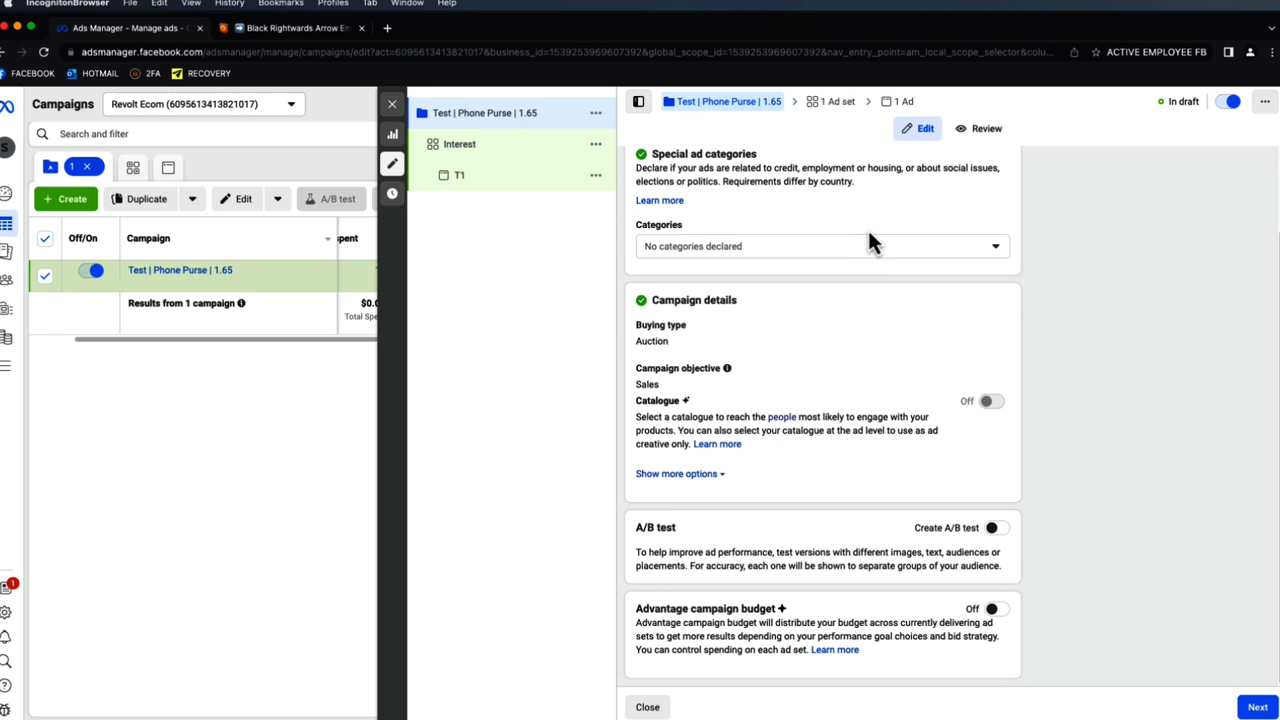 IncognitonBrowser File Edit View History Bookmarks Profiles Tab Window Help
Ads Manager - Manage ads - Black Rightwards Arrow Em
adsmanager.facebook.com/adsmanager/manage/campaigns/edit?act=6095613413821017&business_id=1539253969607392&global_scope_id=1539253969607392&nav_entry_point=am_local_scope_selector&colu... ACTIVE EMPLOYEE FB
FACEBOOK HOTMAIL 2FA RECOVERY
Campaigns Revolt Ecom (6095613413821017)
Search and filter
1
Create Duplicate Edit A/B test
Off/On Campaign spent
Test | Phone Purse | 1.65
Results from 1 campaign $0.0
Total Spe
S
1
Test | Phone Purse | 1.65
Interest
T1
Test | Phone Purse | 1.65 1 Ad set 1 Ad In draft
Edit Review
Special ad categories
Declare if your ads are related to credit, employment or housing, or about social issues,
elections or politics. Requirements differ by country.
Learn more
Categories
No categories declared
Campaign details
Buying type
Auction
Campaign objective
Sales
Catalogue Off
Select a catalogue to reach the people most likely to engage with your
products. You can also select your catalogue at the ad level to use as ad
creative only. Learn more
Show more options
A/B test Create A/B test
To help improve ad performance, test versions with different images, text, audiences or
placements. For accuracy, each one will be shown to separate groups of your audience.
Advantage campaign budget Off
Advantage campaign budget will distribute your budget across currently delivering ad
sets to get more results depending on your performance goal choices and bid strategy.
You can control spending on each ad set. Learn more
Close Next